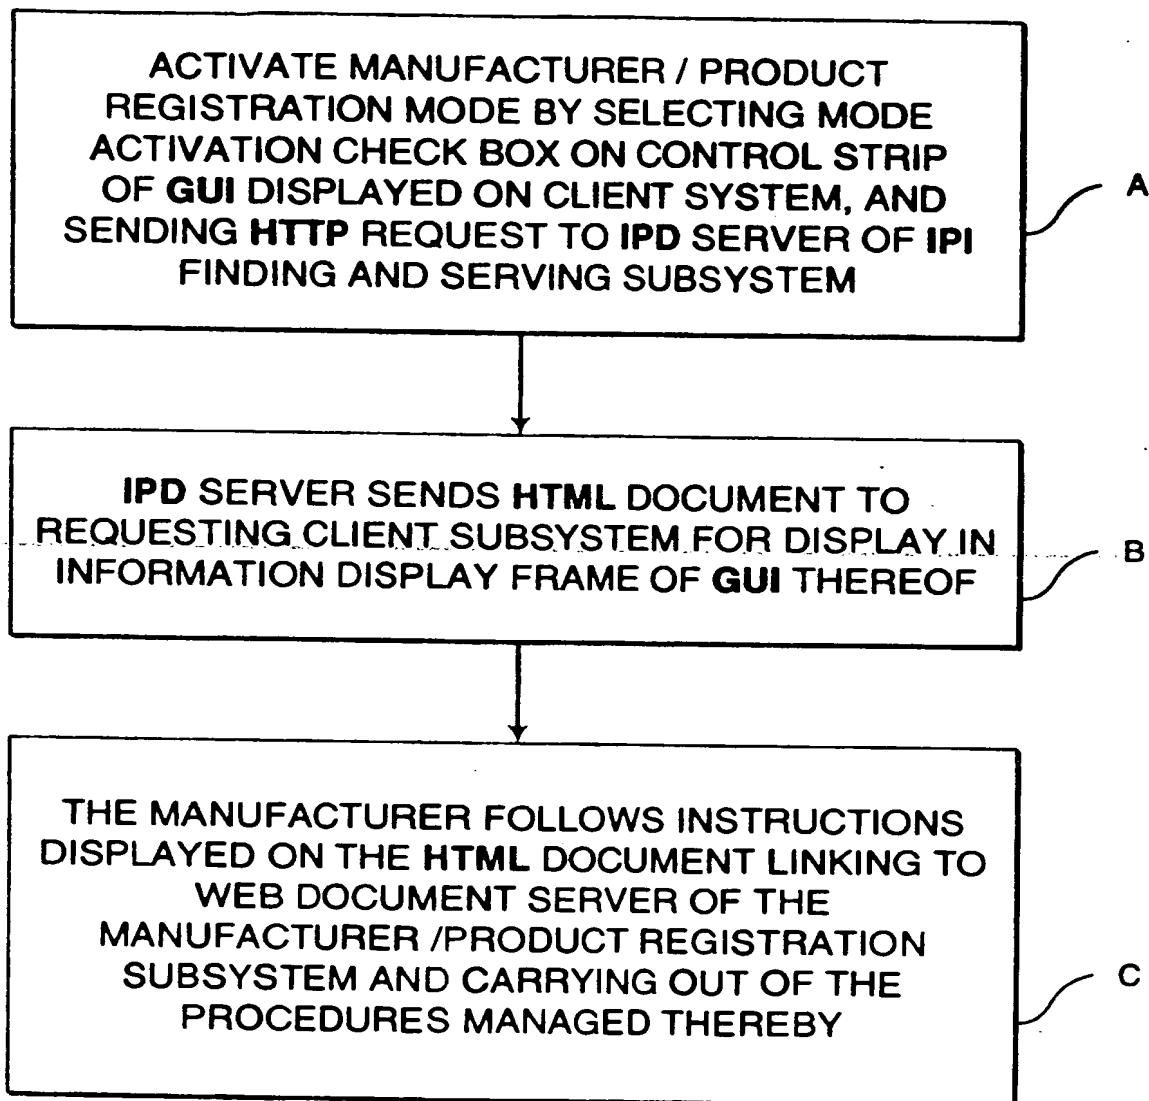 ACTIVATE MANUFACTURER / PRODUCT
REGISTRATION MODE BY SELECTING MODE
ACTIVATION CHECK BOX ON CONTROL STRIP
OF GUI DISPLAYED ON CLIENT SYSTEM, AND
SENDING HTTP REQUEST TO IPD SERVER OF IPI
FINDING AND SERVING SUBSYSTEM
A
IPD SERVER SENDS HTML DOCUMENT TO
REQUESTING CLIENT SUBSYSTEM FOR DISPLAY IN
INFORMATION DISPLAY FRAME OF GUI THEREOF
B
THE MANUFACTURER FOLLOWS INSTRUCTIONS
DISPLAYED ON THE HTML DOCUMENT LINKING TO
WEB DOCUMENT SERVER OF THE
MANUFACTURER /PRODUCT REGISTRATION
SUBSYSTEM AND CARRYING OUT OF THE
PROCEDURES MANAGED THEREBY
C